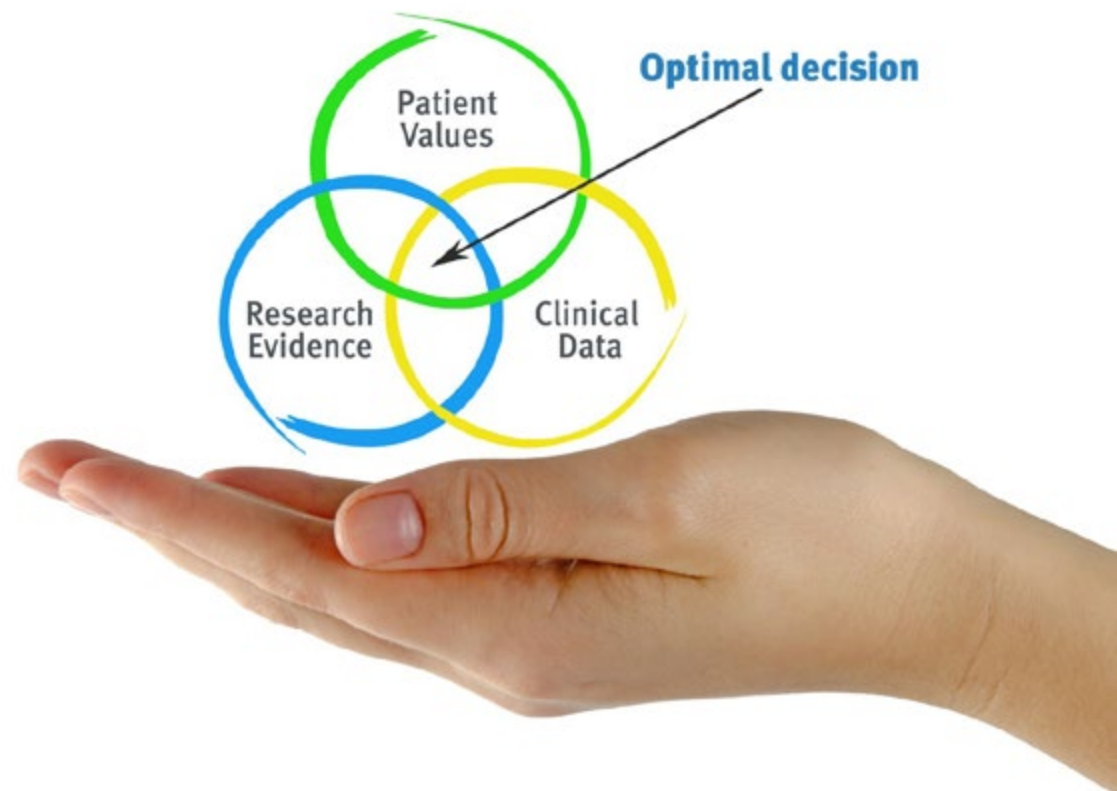 Optimal decision
Patient
Values
Research
Evidence
Clinical
Data